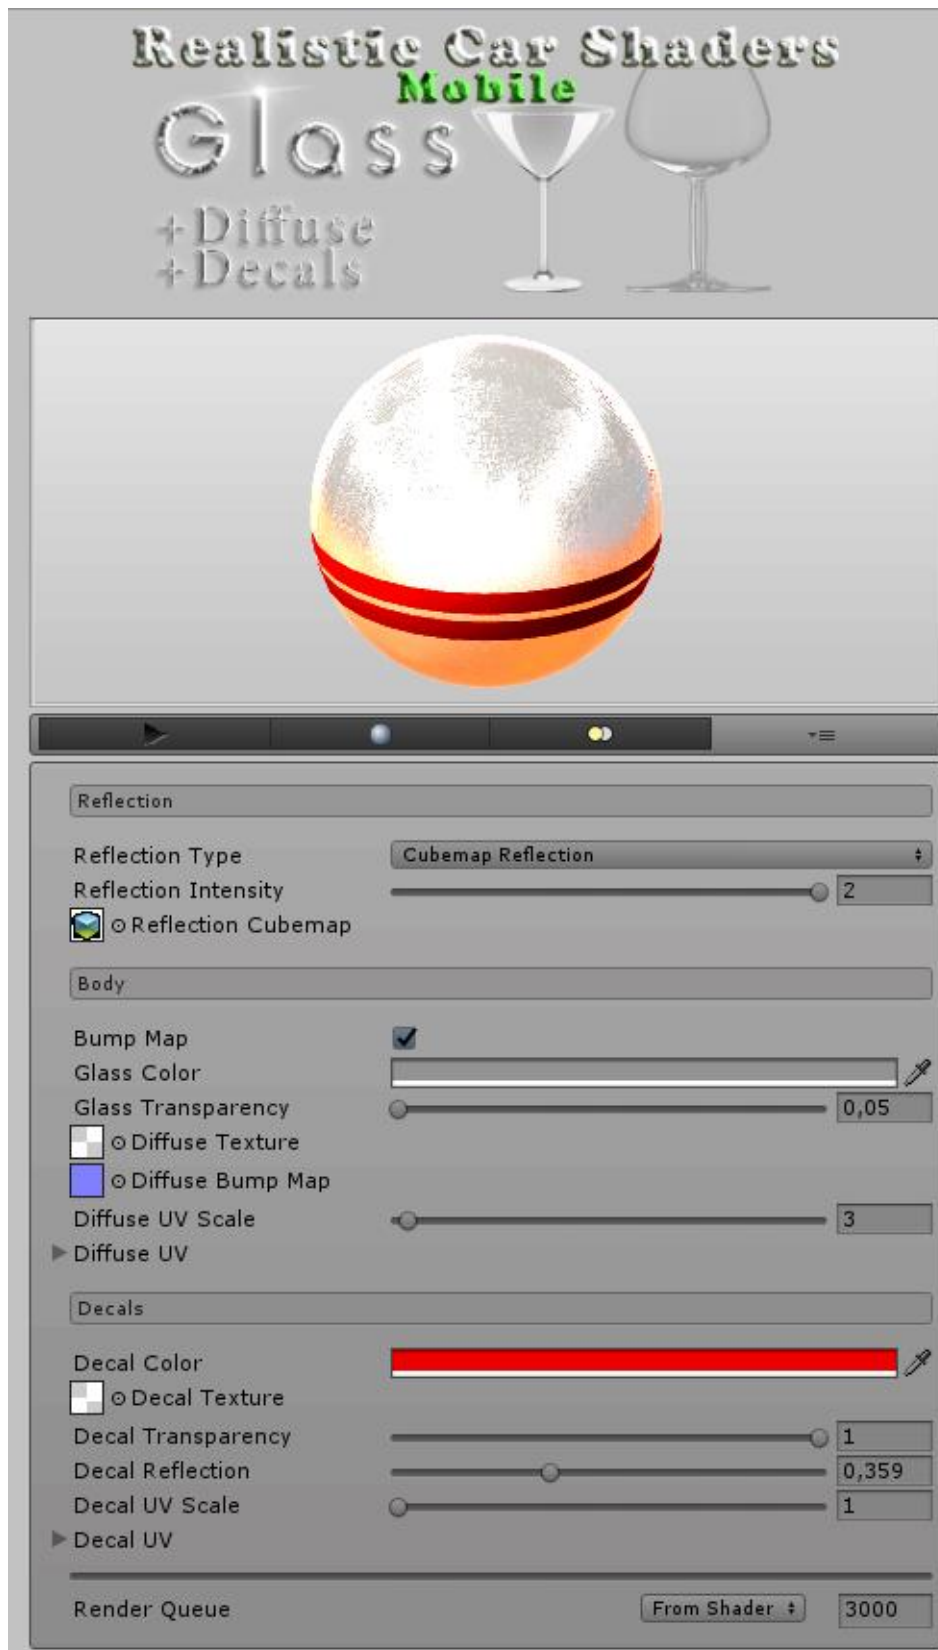 Realistic Car Shaders
Mobile
Glass
+Diffuse
+Decals
Reflection
Reflection Type Cubemap Reflection
Reflection Intensity 2
Reflection Cubemap
Body
Bump Map
Glass Color
Glass Transparency 0,05
Diffuse Texture
Diffuse Bump Map
Diffuse UV Scale 3
Diffuse UV
Decals
Decal Color
Decal Texture
Decal Transparency 1
Decal Reflection 0,359
Decal UV Scale 1
Decal UV
Render Queue From Shader 3000